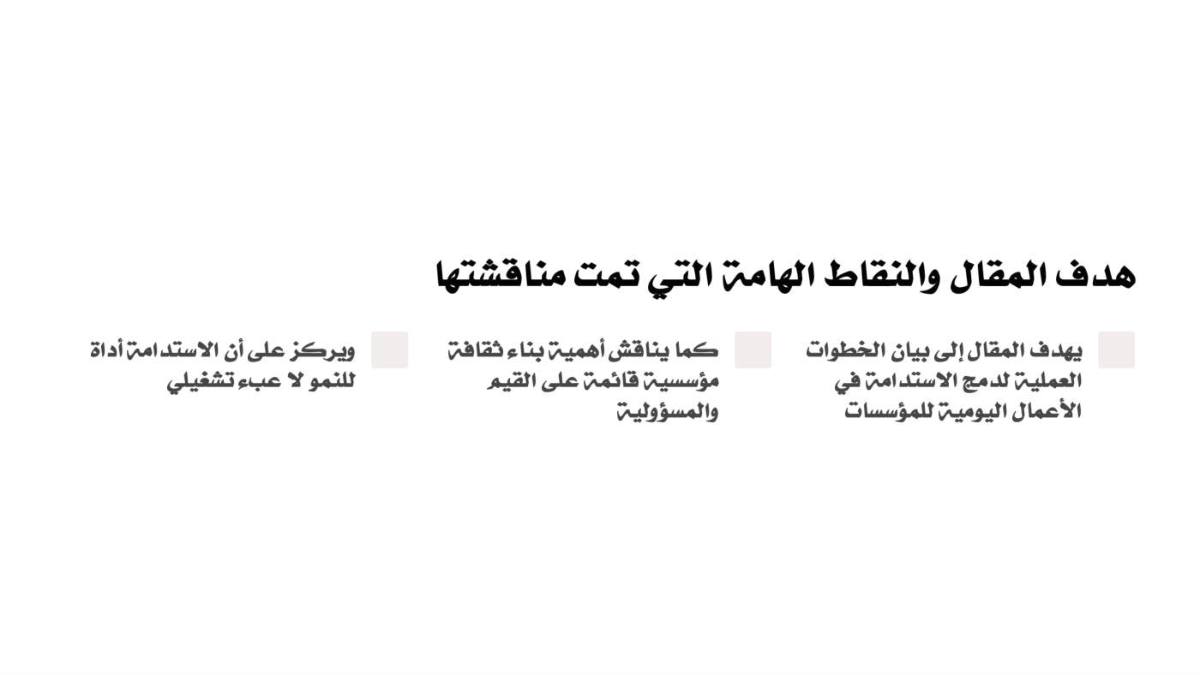 هدف المقال والنقاط الهامة التي تمت مناقشتها
يهدف المقال إلى بيان الخطوات
العملية لدمج الاستدامة في
الأعمال اليومية للمؤسسات
كما يناقش أهمية بناء ثقافة
مؤسسية قائمة على القيم
والمسؤولية
ويركز على أن الاستدامة أداة
للنمو لا عبء تشغيلي